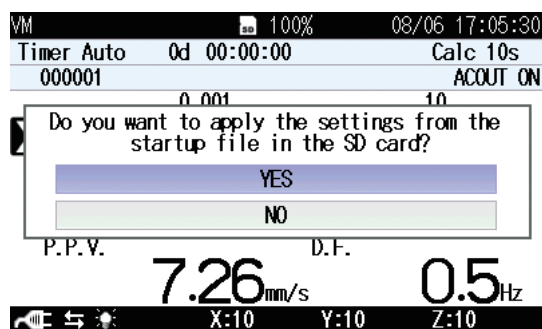 VM SD 100% 08/06 17:05:30
Timer Auto 0d 00:00:00 Calc 10s
000001 ACOUT ON
0.001 10
Do you want to apply the settings from the
startup file in the SD card?
YES
NO
P.P.V. D.F.
7.26mm/s 0.5Hz
X:10 Y:10 Z:10